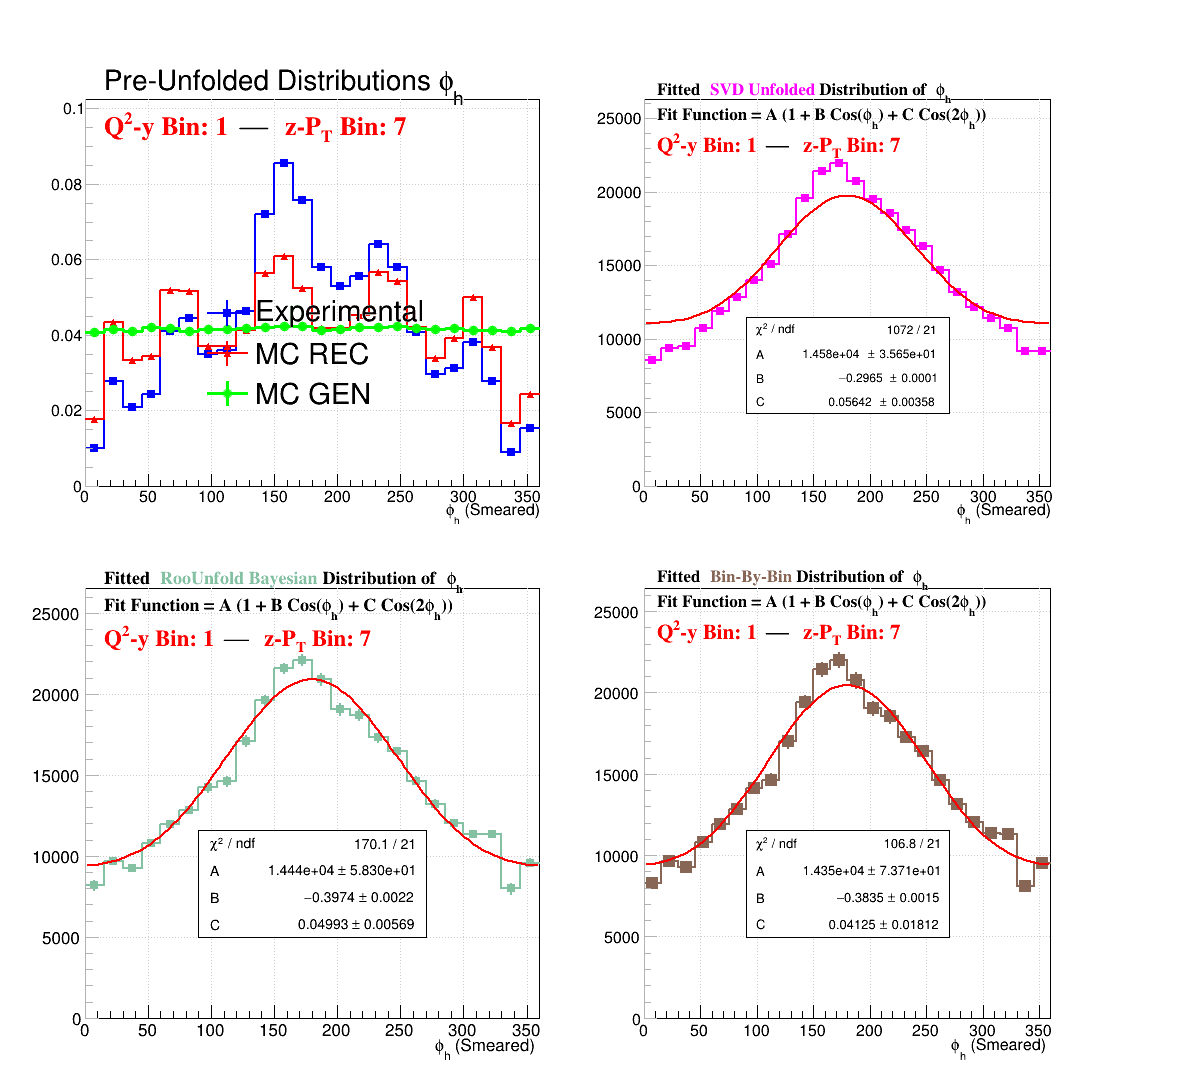 Pre-Unfolded Distributions ϕh
Q²-y Bin: 1 — z-PT Bin: 7
0.1
0.08
0.06
0.04
0.02
0
Experimental
MC REC
MC GEN
0 50 100 150 200 250 300 350
ϕh (Smeared)
Fitted SVD Unfolded Distribution of ϕh
Fit Function = A (1 + B Cos(ϕh) + C Cos(2ϕh))
Q²-y Bin: 1 — z-PT Bin: 7
25000
20000
15000
10000
5000
0
χ² / ndf 1072 / 21
A 1.458e+04 ± 3.565e+01
B −0.2965 ± 0.0001
C 0.05642 ± 0.00358
0 50 100 150 200 250 300 350
ϕh (Smeared)
Fitted RooUnfold Bayesian Distribution of ϕh
Fit Function = A (1 + B Cos(ϕh) + C Cos(2ϕh))
Q²-y Bin: 1 — z-PT Bin: 7
25000
20000
15000
10000
5000
0
χ² / ndf 170.1 / 21
A 1.444e+04 ± 5.830e+01
B −0.3974 ± 0.0022
C 0.04993 ± 0.00569
0 50 100 150 200 250 300 350
ϕh (Smeared)
Fitted Bin-By-Bin Distribution of ϕh
Fit Function = A (1 + B Cos(ϕh) + C Cos(2ϕh))
Q²-y Bin: 1 — z-PT Bin: 7
25000
20000
15000
10000
5000
0
χ² / ndf 106.8 / 21
A 1.435e+04 ± 7.371e+01
B −0.3835 ± 0.0015
C 0.04125 ± 0.01812
0 50 100 150 200 250 300 350
ϕh (Smeared)